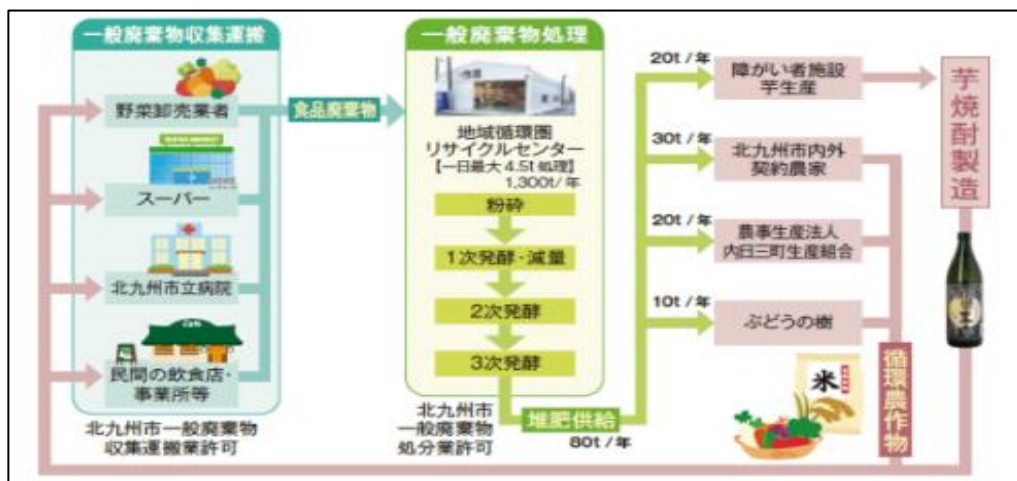 一般廃棄物収集運搬
野菜卸売業者
スーパー
北九州市立病院
民間の飲食店・
事業所等
北九州市一般廃棄物
収集運搬業許可
食品廃棄物
一般廃棄物処理
地域循環圏
リサイクルセンター
【一日最大4.5t処理】
1,300t/年
粉砕
1次発酵・減量
2次発酵
3次発酵
北九州市
一般廃棄物
処分業許可
堆肥供給
80t/年
20t/年
障がい者施設
芋生産
30t/年
北九州市内外
契約農家
20t/年
農事生産法人
内日三町生産組合
10t/年
ぶどうの樹
米
循環農作物
芋焼酎製造